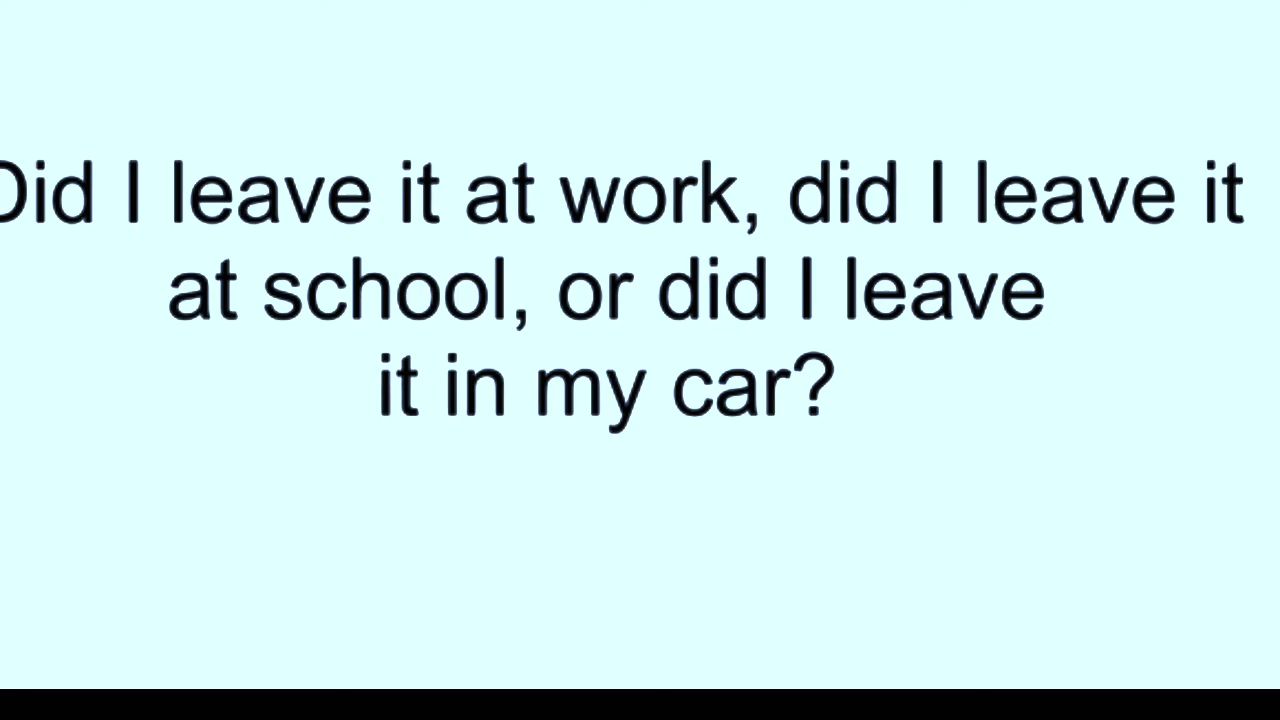 Did I leave it at work, did I leave it
at school, or did I leave
it in my car?